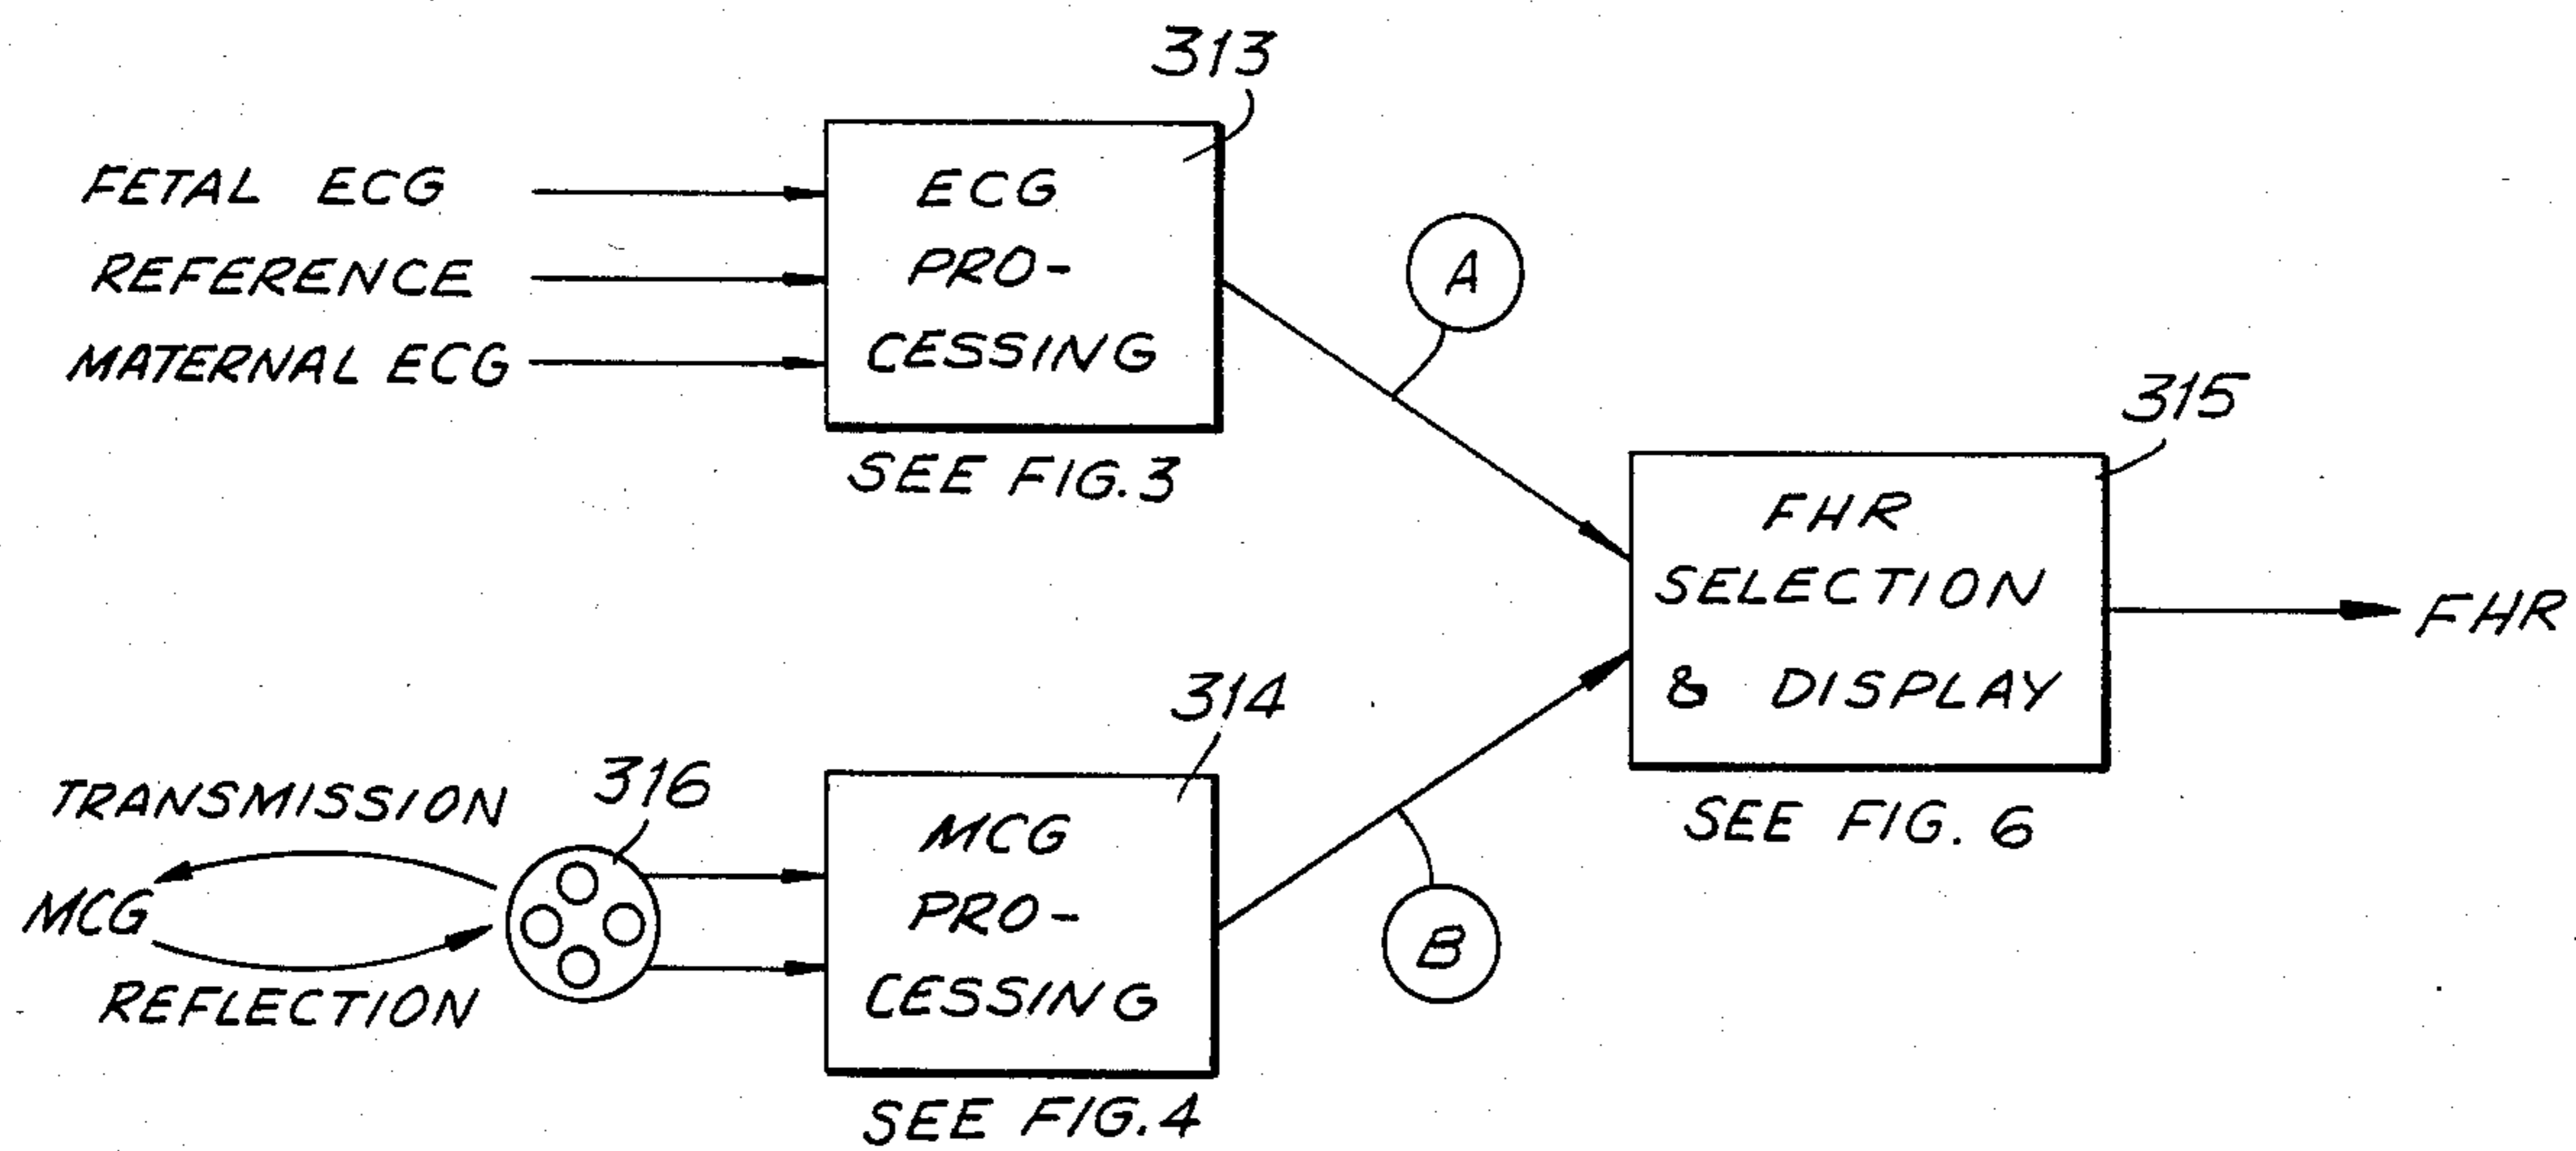 313
FETAL ECG
REFERENCE
MATERNAL ECG
ECG
PRO-
CESSING
SEE FIG.3
A
315
FHR
SELECTION
& DISPLAY
SEE FIG. 6
FHR
314
316
TRANSMISSION
MCG
REFLECTION
MCG
PRO-
CESSING
SEE FIG.4
B